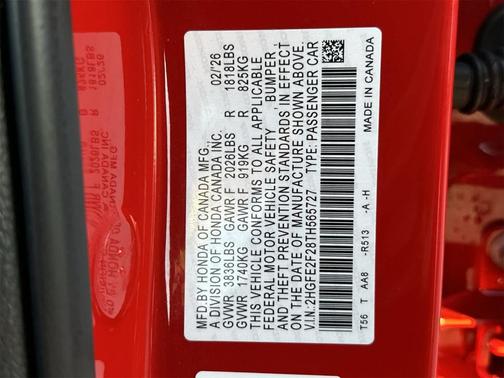 MFD. BY HONDA OF CANADA MFG.,
A DIVISION OF HONDA CANADA INC. 02/26
GVWR 3836LBS GAWR F 2026LBS R 1818LBS
GVWR 1740KG GAWR F 919KG R 825KG
THIS VEHICLE CONFORMS TO ALL APPLICABLE
FEDERAL MOTOR VEHICLE SAFETY , BUMPER ,
AND THEFT PREVENTION STANDARDS IN EFFECT
ON THE DATE OF MANUFACTURE SHOWN ABOVE.
V.I.N.:2HGFE2F28TH565727 TYPE: PASSENGER CAR
T56 T AA8 -R513 -A -H
MADE IN CANADA